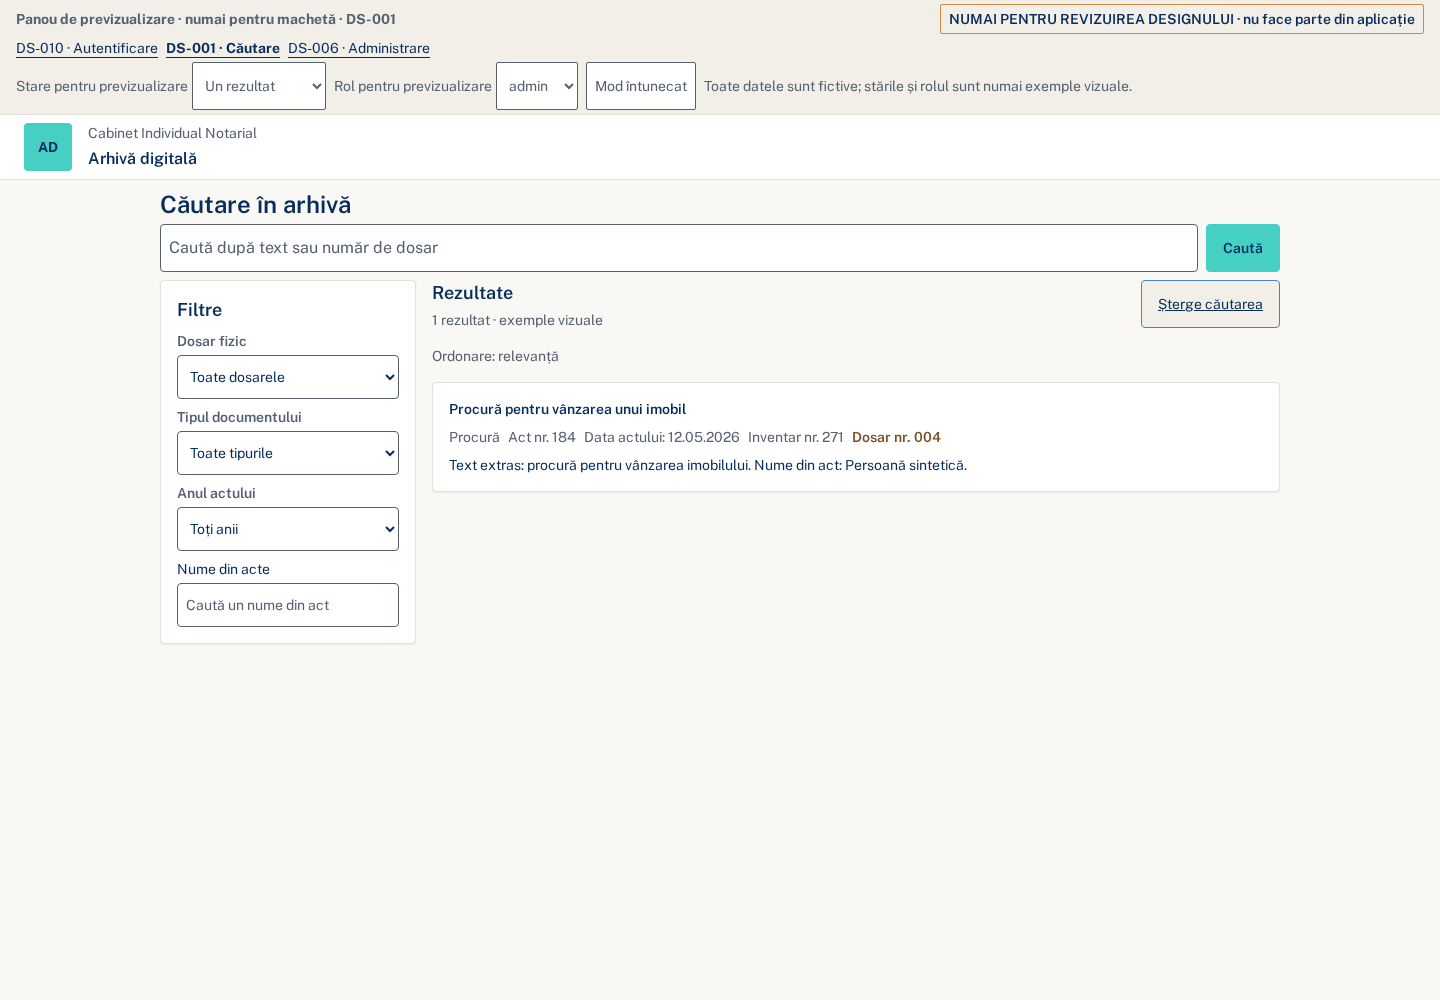 Panou de previzualizare · numai pentru machetă · DS-001
NUMAI PENTRU REVIZUIREA DESIGNULUI · nu face parte din aplicație
DS-010 · Autentificare DS-001 · Căutare DS-006 · Administrare
Stare pentru previzualizare Un rezultat Rol pentru previzualizare admin Mod întunecat Toate datele sunt fictive; stările și rolul sunt numai exemple vizuale.
AD
Cabinet Individual Notarial
Arhivă digitală
Căutare în arhivă
Caută după text sau număr de dosar
Caută
Filtre
Dosar fizic
Toate dosarele
Tipul documentului
Toate tipurile
Anul actului
Toți anii
Nume din acte
Caută un nume din act
Rezultate
1 rezultat · exemple vizuale
Șterge căutarea
Ordonare: relevanță
Procură pentru vânzarea unui imobil
Procură Act nr. 184 Data actului: 12.05.2026 Inventar nr. 271 Dosar nr. 004
Text extras: procură pentru vânzarea imobilului. Nume din act: Persoană sintetică.